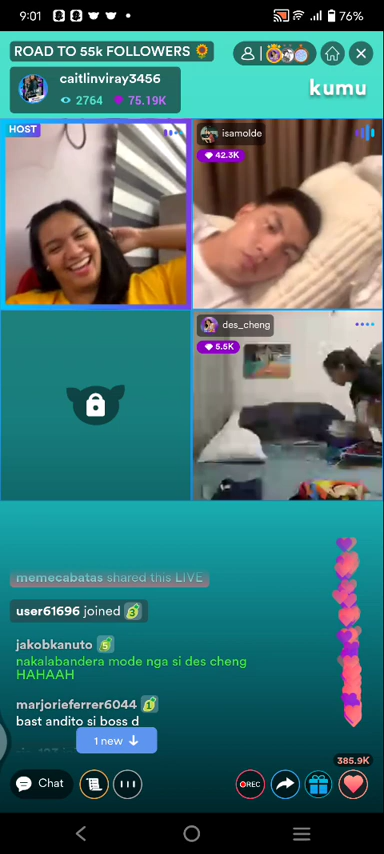 9:01
76%
ROAD TO 55k FOLLOWERS 🌻
caitlinviray3456
2764 75.19K
kumu
HOST
isamolde
42.3K
des_cheng
5.5K
memecabatas shared this LIVE
user61696 joined 3
jakobkanuto 5
nakalabandera mode nga si des cheng
HAHAAH
marjorieferrer6044 1
bast andito si boss d
1 new ↓
385.9K
Chat
REC